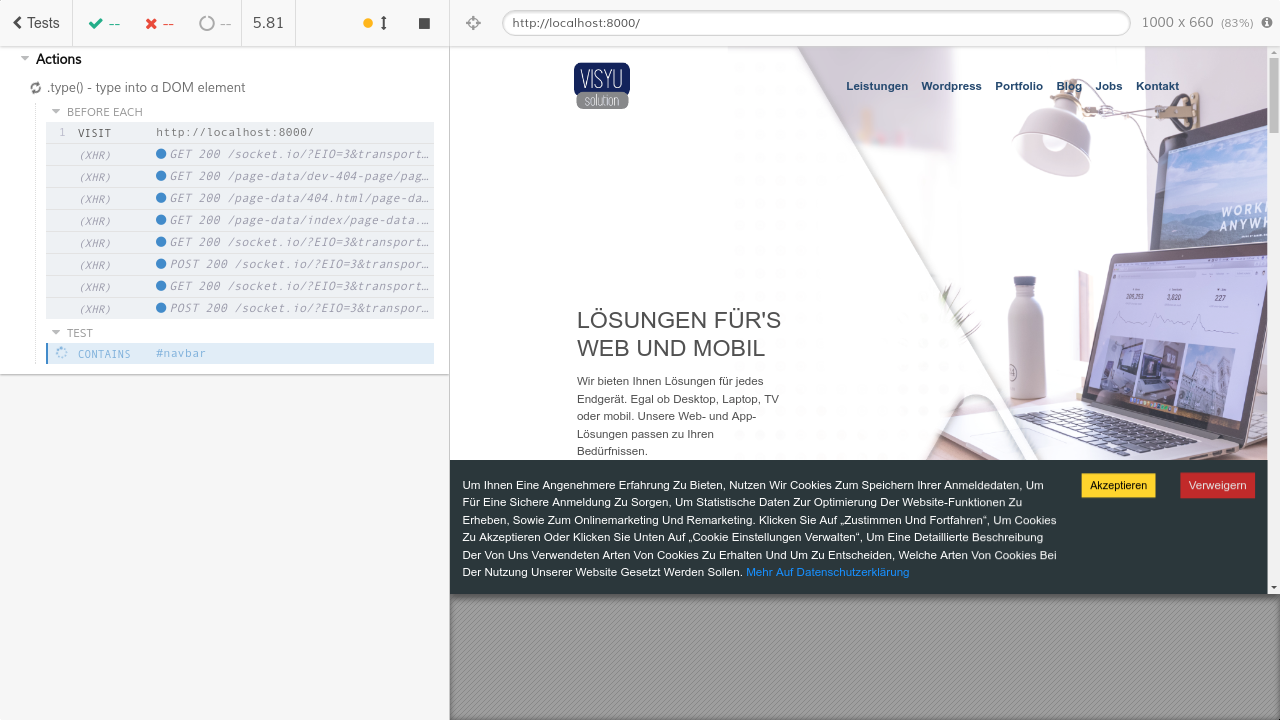 Tests
--
--
--
5.81
http://localhost:8000/
1000 x 660 (83%)
Actions
.type() - type into a DOM element
BEFORE EACH
1 VISIT http://localhost:8000/
(XHR) GET 200 /socket.io/?EIO=3&transport…
(XHR) GET 200 /page-data/dev-404-page/pag…
(XHR) GET 200 /page-data/404.html/page-da…
(XHR) GET 200 /page-data/index/page-data.…
(XHR) GET 200 /socket.io/?EIO=3&transport…
(XHR) POST 200 /socket.io/?EIO=3&transpor…
(XHR) GET 200 /socket.io/?EIO=3&transport…
(XHR) POST 200 /socket.io/?EIO=3&transpor…
TEST
CONTAINS #navbar
VISYU
solution
Leistungen Wordpress Portfolio Blog Jobs Kontakt
WORK
ANYW
109,253 3,820 227
LÖSUNGEN FÜR'S
WEB UND MOBIL
Wir bieten Ihnen Lösungen für jedes
Endgerät. Egal ob Desktop, Laptop, TV
oder mobil. Unsere Web- und App-
Lösungen passen zu Ihren
Bedürfnissen.
Um Ihnen Eine Angenehmere Erfahrung Zu Bieten, Nutzen Wir Cookies Zum Speichern Ihrer Anmeldedaten, Um
Für Eine Sichere Anmeldung Zu Sorgen, Um Statistische Daten Zur Optimierung Der Website-Funktionen Zu
Erheben, Sowie Zum Onlinemarketing Und Remarketing. Klicken Sie Auf „Zustimmen Und Fortfahren“, Um Cookies
Zu Akzeptieren Oder Klicken Sie Unten Auf „Cookie Einstellungen Verwalten“, Um Eine Detaillierte Beschreibung
Der Von Uns Verwendeten Arten Von Cookies Zu Erhalten Und Um Zu Entscheiden, Welche Arten Von Cookies Bei
Der Nutzung Unserer Website Gesetzt Werden Sollen. Mehr Auf Datenschutzerklärung
Akzeptieren
Verweigern